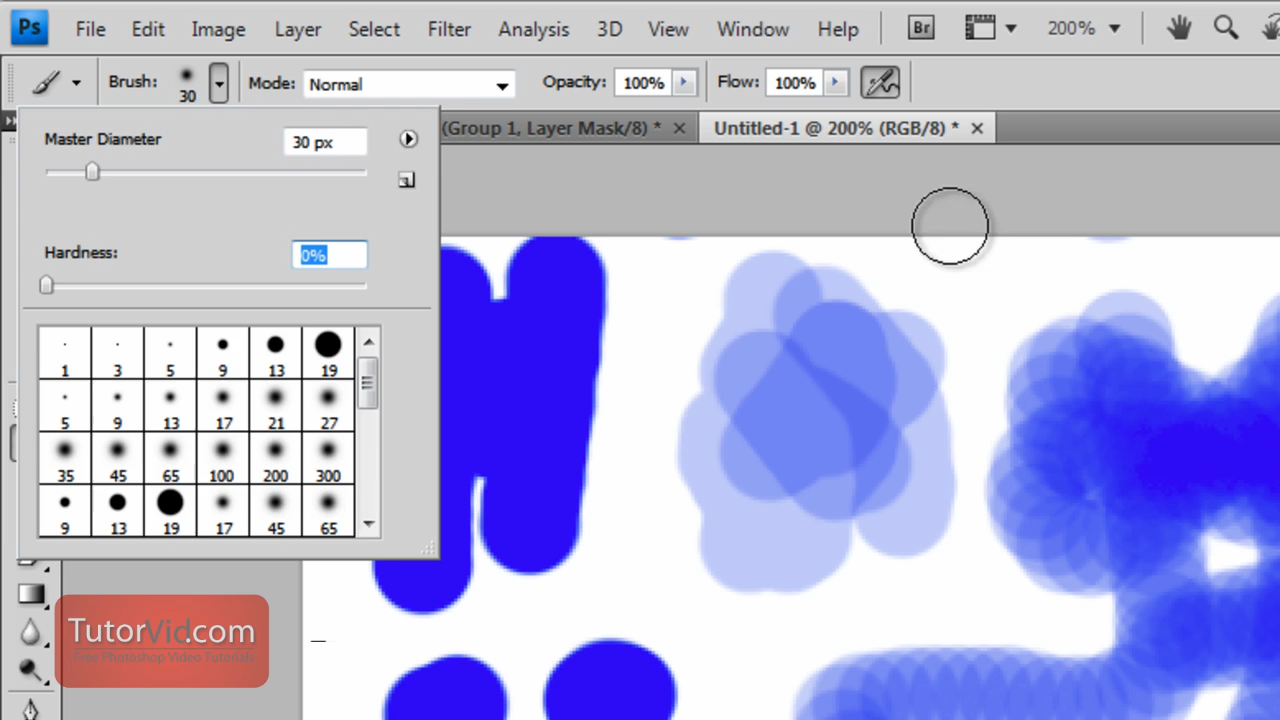 Ps File Edit Image Layer Select Filter Analysis 3D View Window Help Br 200%
Brush: 30 Mode: Normal Opacity: 100% Flow: 100%
(Group 1, Layer Mask/8) * Untitled-1 @ 200% (RGB/8) *
Master Diameter 30 px
Hardness: 0%
1 3 5 9 13 19
5 9 13 17 21 27
35 45 65 100 200 300
9 13 19 17 45 65
TutorVid.com
Free Photoshop Video Tutorials